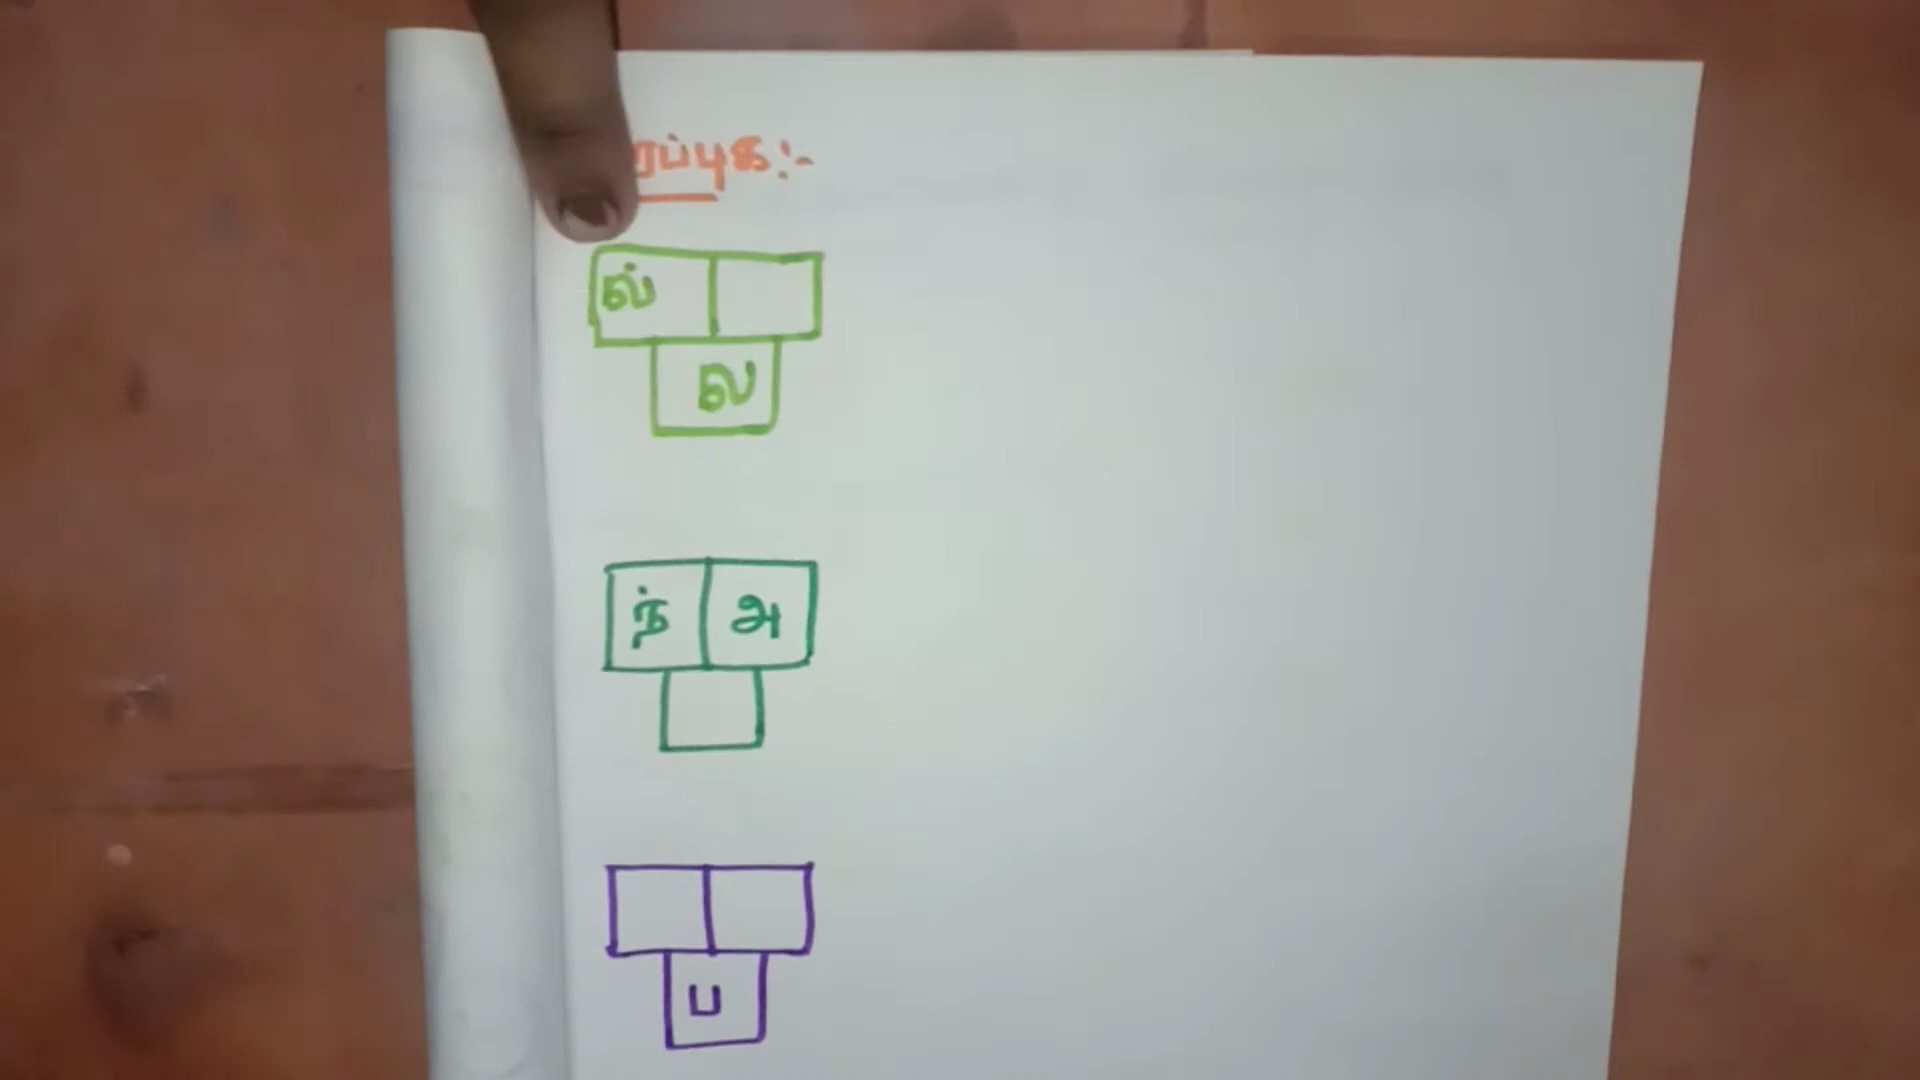 ரப்புக:-
ல்
ல
ந் அ
ப